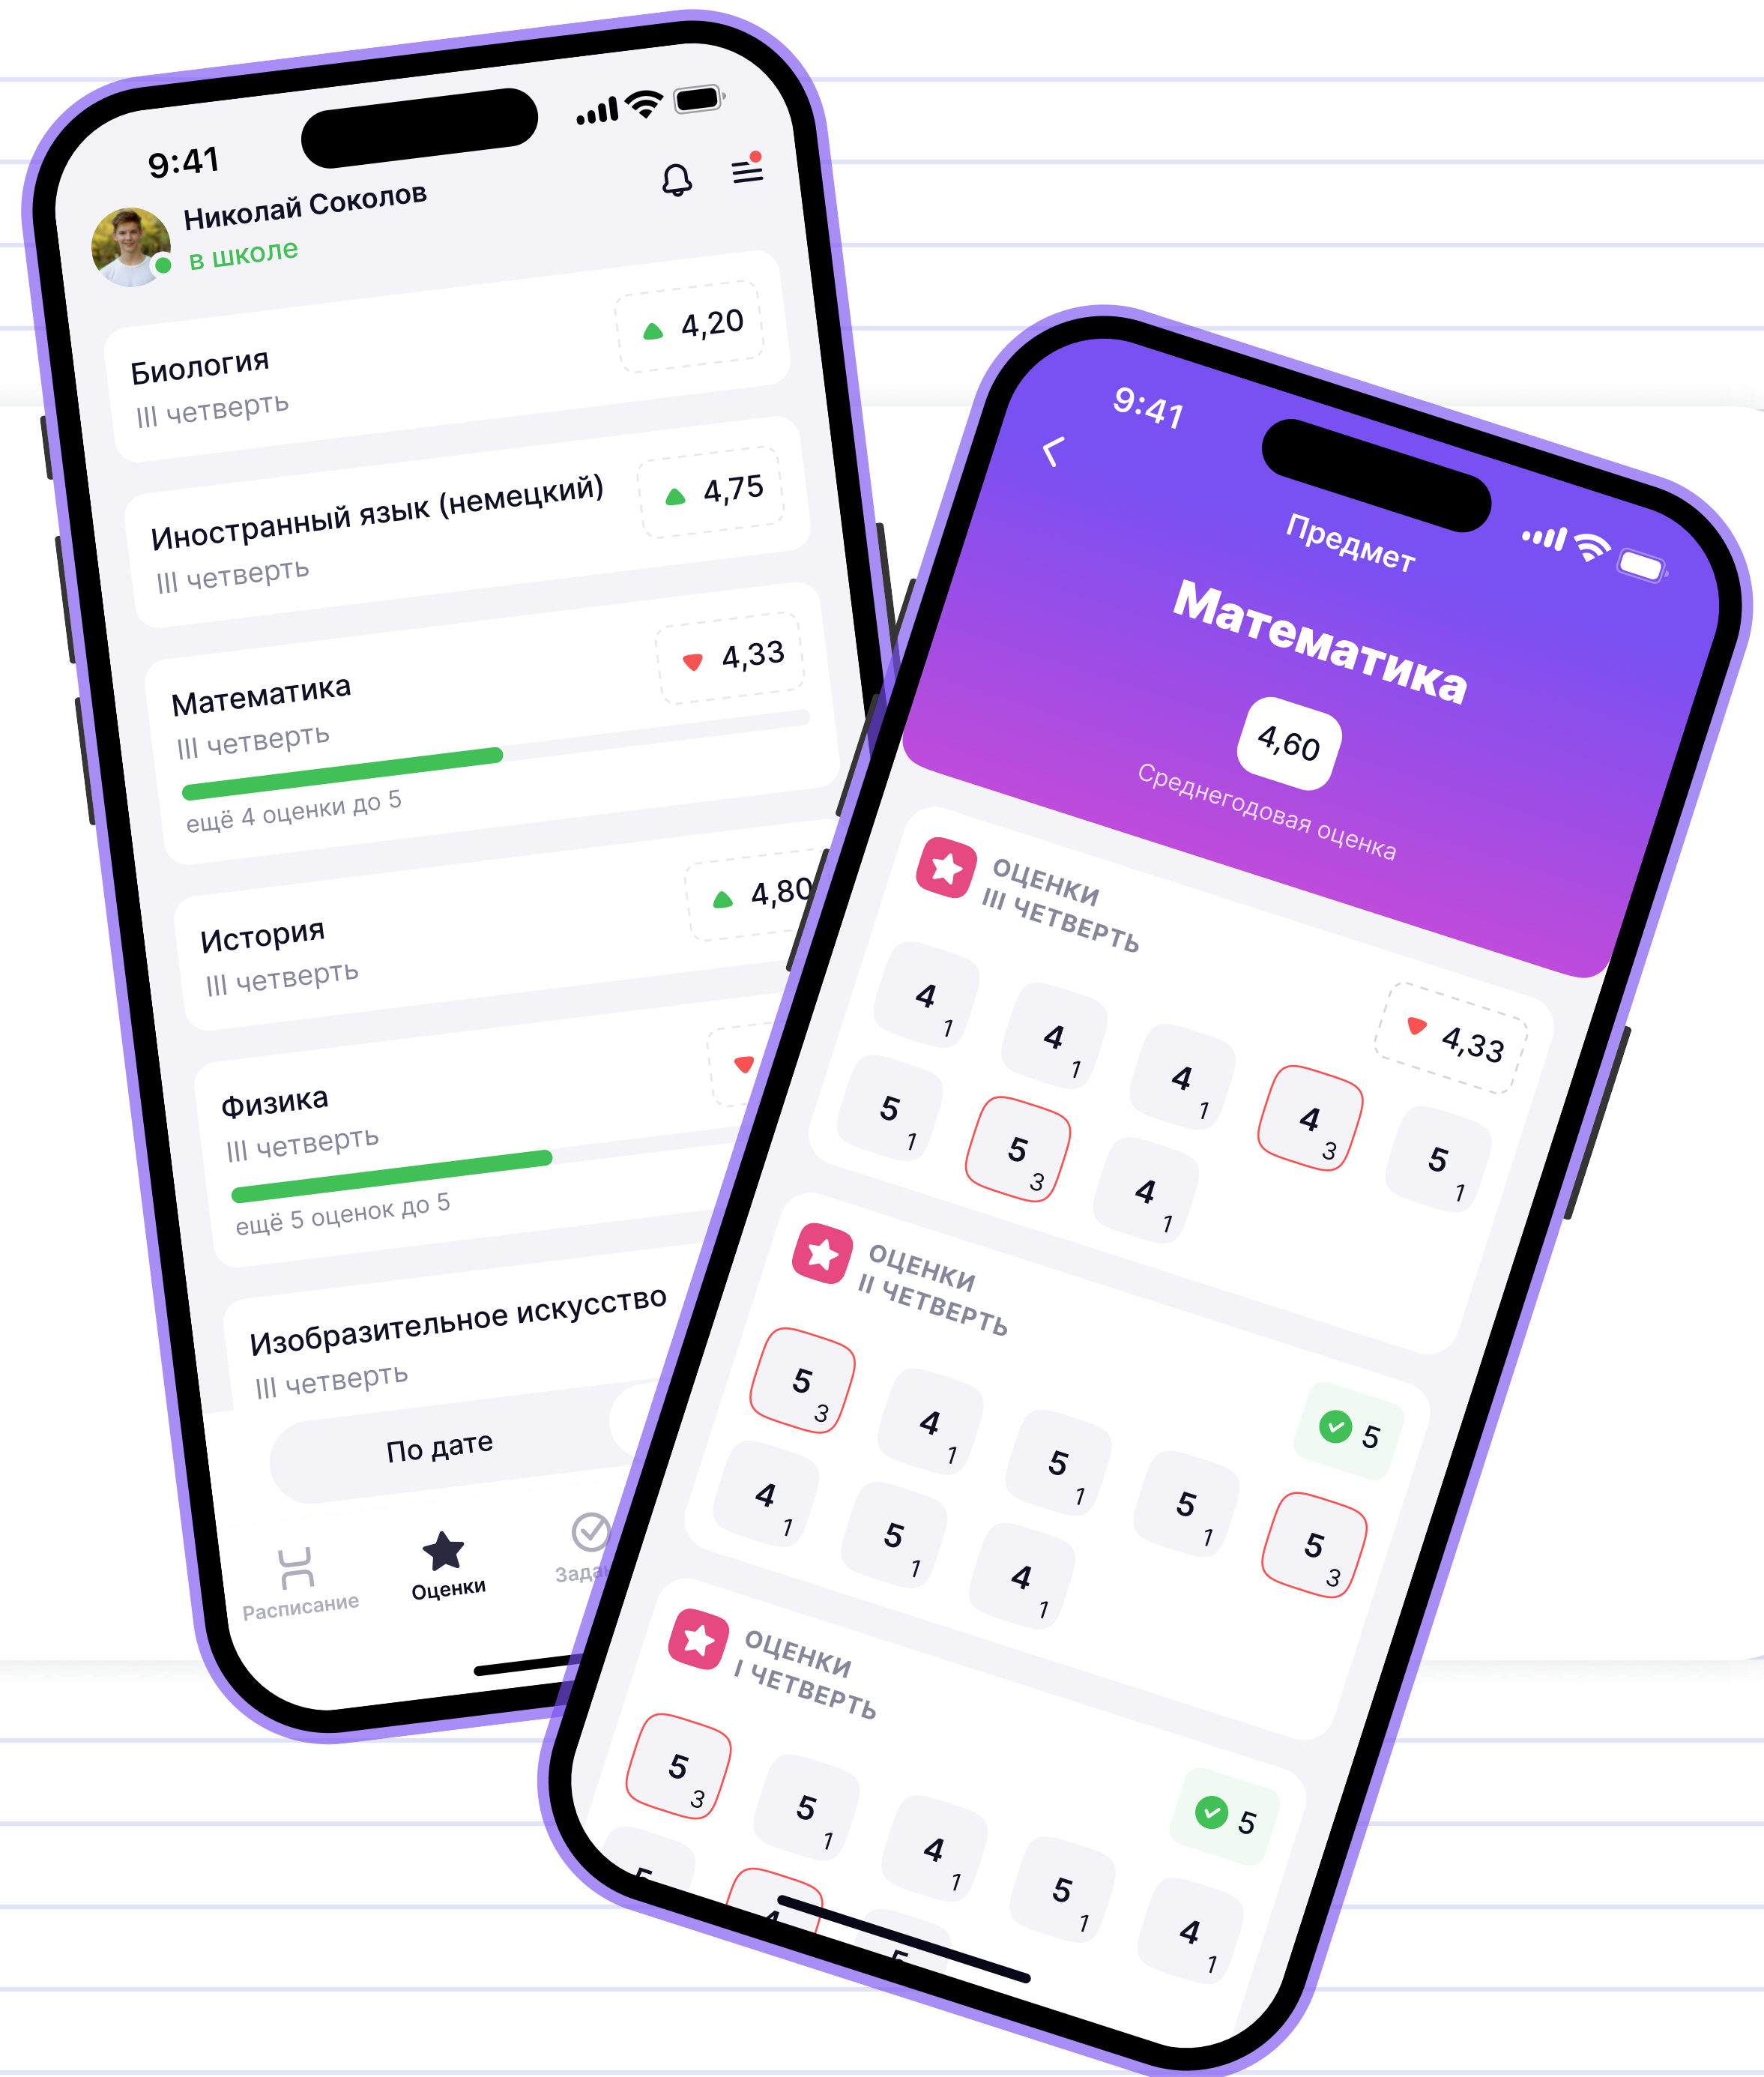 9:41
Николай Соколов
в школе
Биология
4,20
III четверть
Иностранный язык (немецкий)
4,75
III четверть
Математика
4,33
III четверть
ещё 4 оценки до 5
История
4,80
III четверть
Физика
III четверть
ещё 5 оценок до 5
Изобразительное искусство
III четверть
По дате
Расписание
Оценки
9:41
Предмет
Математика
4,60
Среднегодовая оценка
ОЦЕНКИ
III ЧЕТВЕРТЬ
4,33
4 1 4 1 4 1 4 3 5 1
5 1 5 3 4 1
ОЦЕНКИ
II ЧЕТВЕРТЬ
5
5 3 4 1 5 1 5 1 5 3
4 1 5 1 4 1
ОЦЕНКИ
I ЧЕТВЕРТЬ
5
5 3 5 1 4 1 5 1 4 1